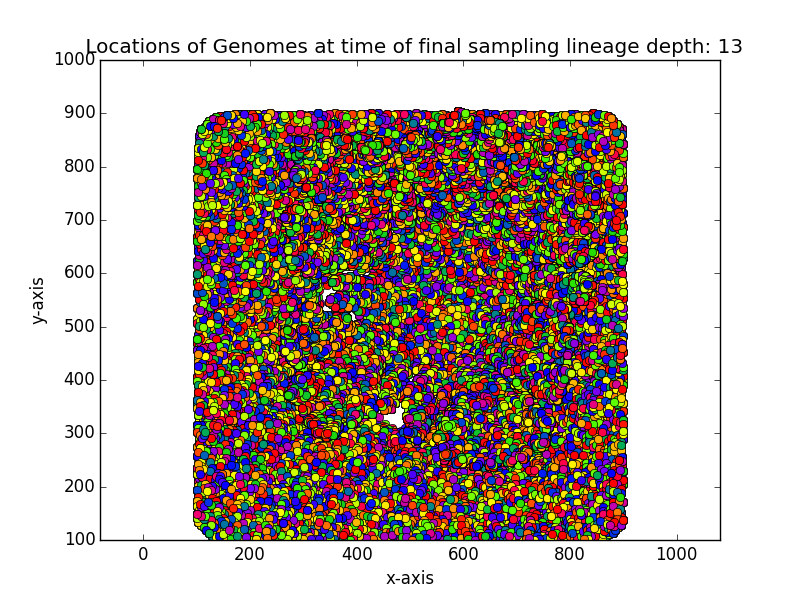 Locations of Genomes at time of final sampling lineage depth: 13
1000
900
800
700
600
500
400
300
200
100
y-axis
0 200 400 600 800 1000
x-axis